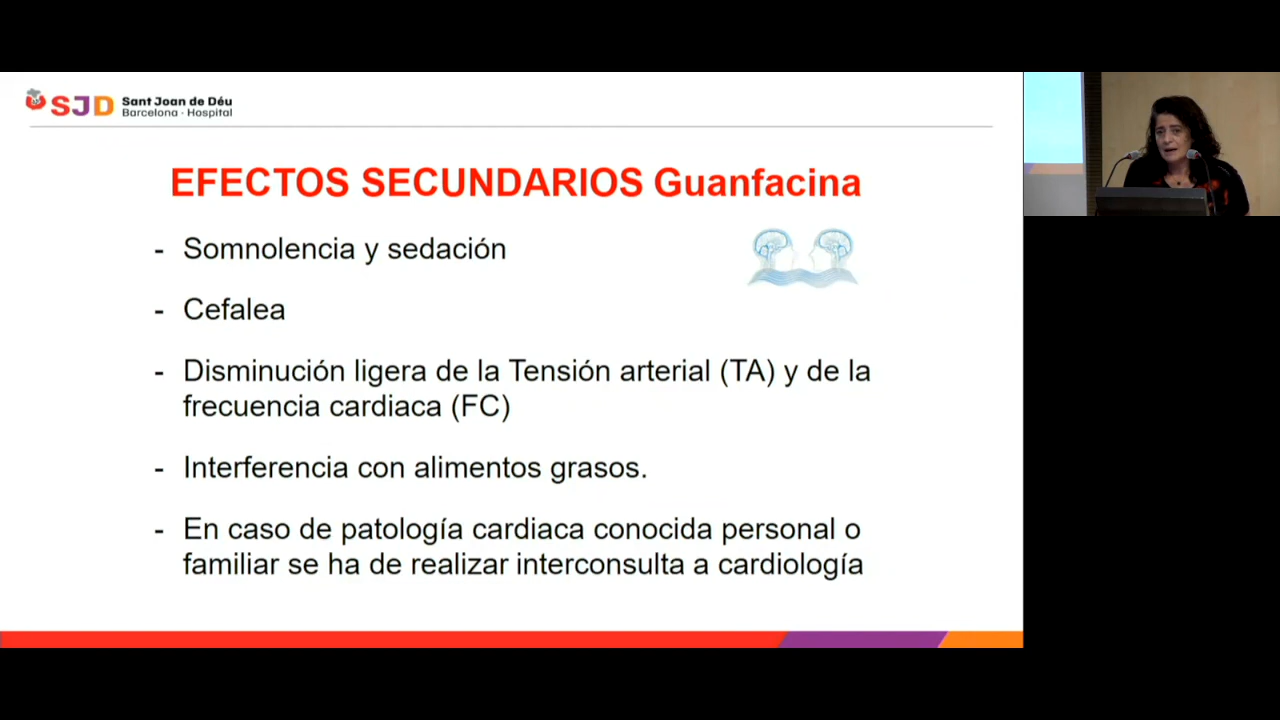 SJD Sant Joan de Déu
Barcelona · Hospital
EFECTOS SECUNDARIOS Guanfacina
- Somnolencia y sedación
- Cefalea
- Disminución ligera de la Tensión arterial (TA) y de la
frecuencia cardiaca (FC)
- Interferencia con alimentos grasos.
- En caso de patología cardiaca conocida personal o
familiar se ha de realizar interconsulta a cardiología